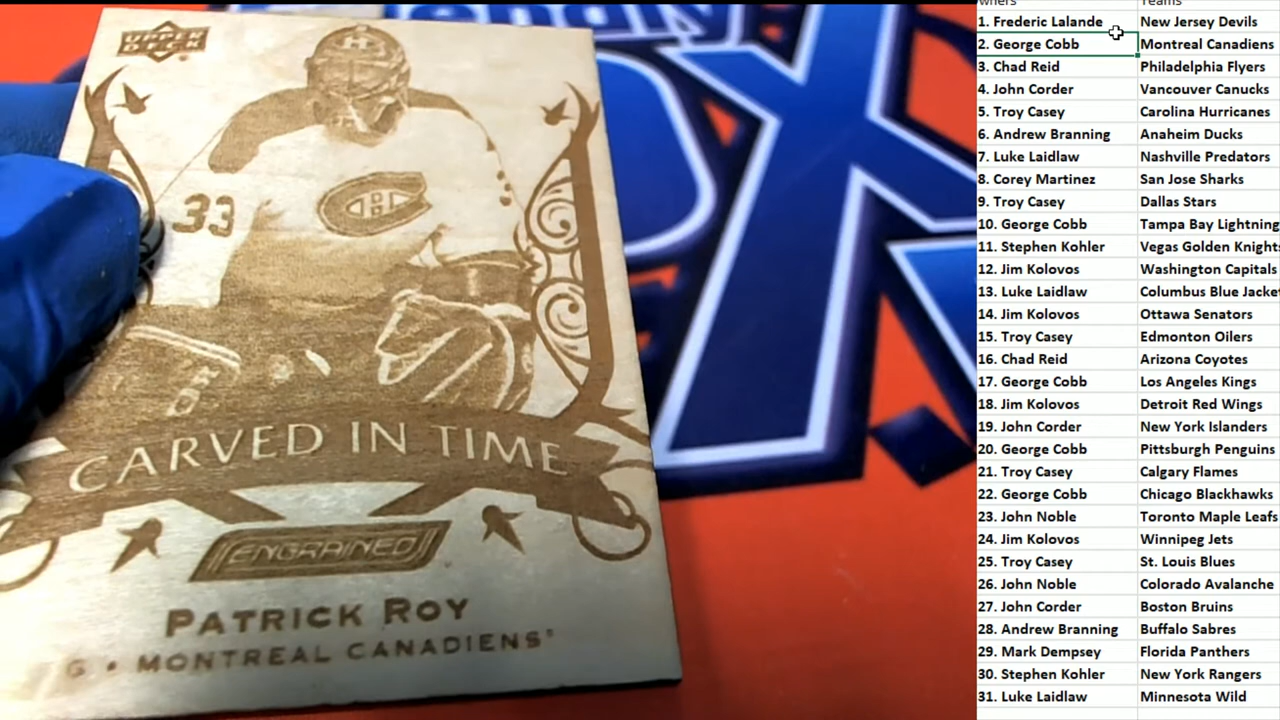 UPPER
DECK
33
CARVED IN TIME
ENGRAINED
PATRICK ROY
G • MONTREAL CANADIENS
Teams
1. Frederic Lalande New Jersey Devils
2. George Cobb Montreal Canadiens
3. Chad Reid Philadelphia Flyers
4. John Corder Vancouver Canucks
5. Troy Casey Carolina Hurricanes
6. Andrew Branning Anaheim Ducks
7. Luke Laidlaw Nashville Predators
8. Corey Martinez San Jose Sharks
9. Troy Casey Dallas Stars
10. George Cobb Tampa Bay Lightning
11. Stephen Kohler Vegas Golden Knights
12. Jim Kolovos Washington Capitals
13. Luke Laidlaw Columbus Blue Jacke
14. Jim Kolovos Ottawa Senators
15. Troy Casey Edmonton Oilers
16. Chad Reid Arizona Coyotes
17. George Cobb Los Angeles Kings
18. Jim Kolovos Detroit Red Wings
19. John Corder New York Islanders
20. George Cobb Pittsburgh Penguins
21. Troy Casey Calgary Flames
22. George Cobb Chicago Blackhawks
23. John Noble Toronto Maple Leafs
24. Jim Kolovos Winnipeg Jets
25. Troy Casey St. Louis Blues
26. John Noble Colorado Avalanche
27. John Corder Boston Bruins
28. Andrew Branning Buffalo Sabres
29. Mark Dempsey Florida Panthers
30. Stephen Kohler New York Rangers
31. Luke Laidlaw Minnesota Wild